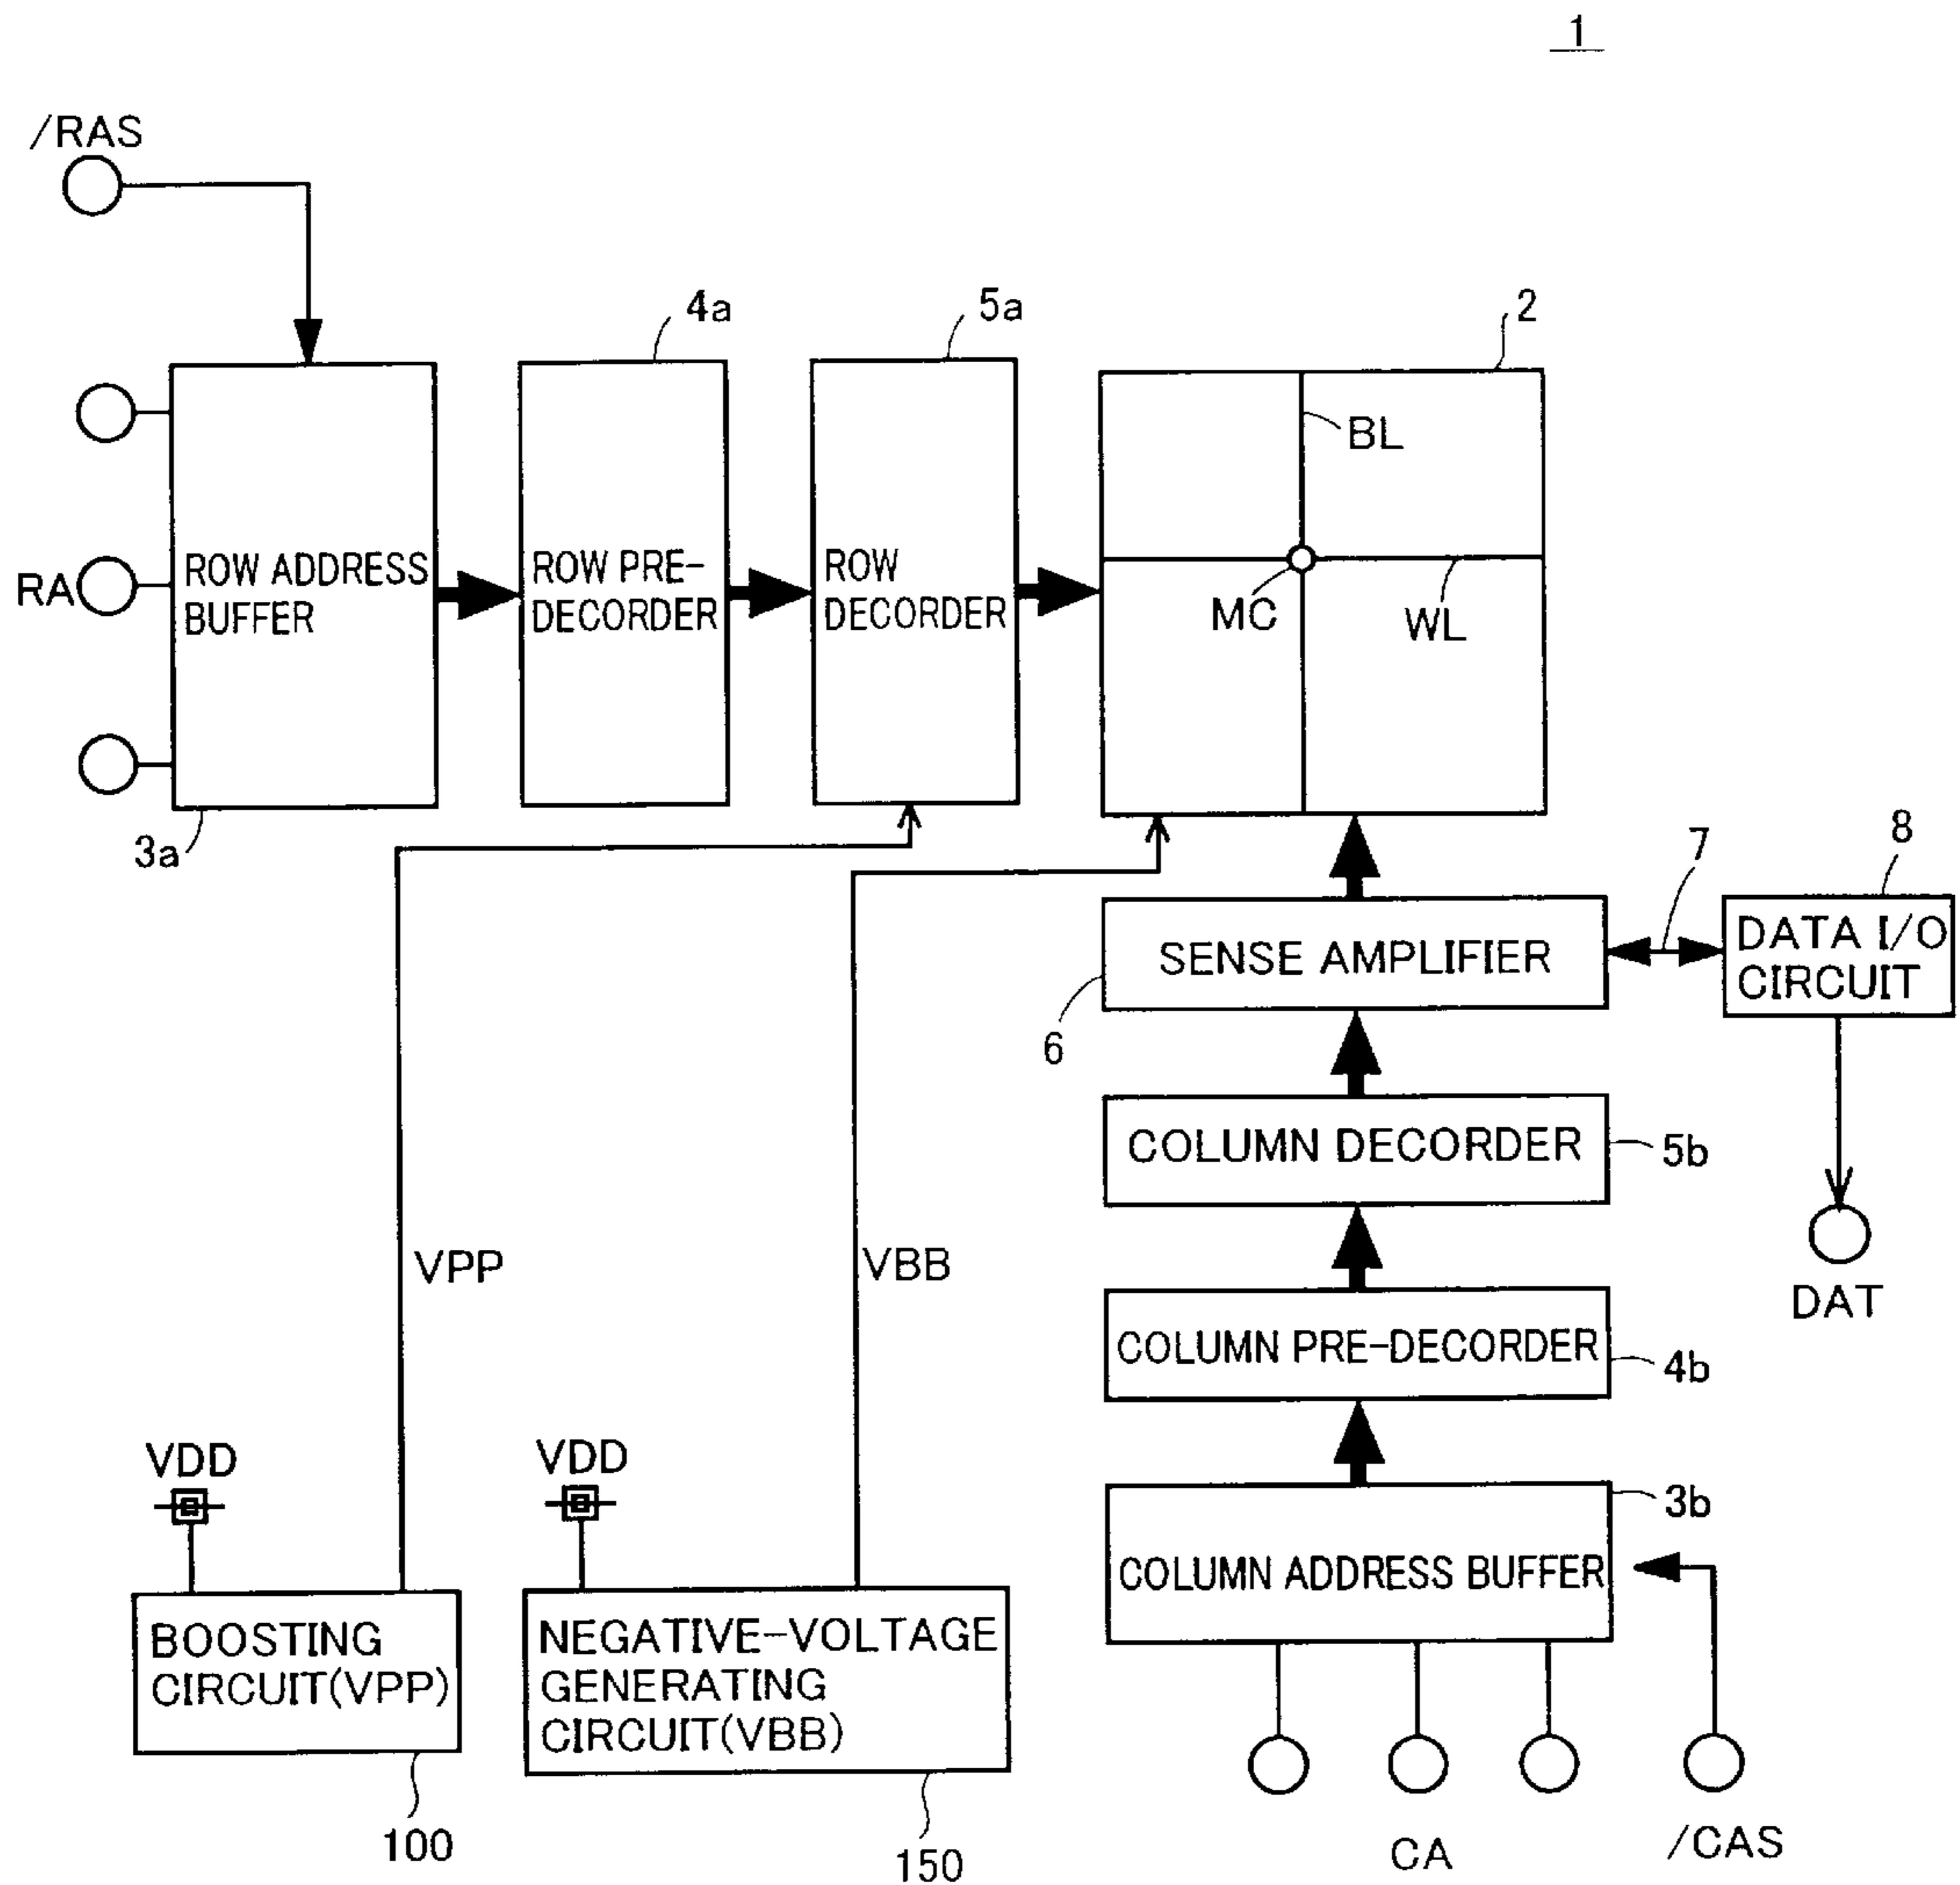 1
/RAS
4a
5a
2
BL
RA
ROW ADDRESS
BUFFER
ROW PRE-
DECORDER
ROW
DECORDER
MC
WL
3a
7
8
SENSE AMPLIFIER
DATA I/O
CIRCUIT
6
COLUMN DECORDER
5b
VPP
VBB
DAT
COLUMN PRE-DECORDER
4b
VDD
VDD
3b
COLUMN ADDRESS BUFFER
BOOSTING
CIRCUIT(VPP)
NEGATIVE-VOLTAGE
GENERATING
CIRCUIT(VBB)
100
150
CA
/CAS